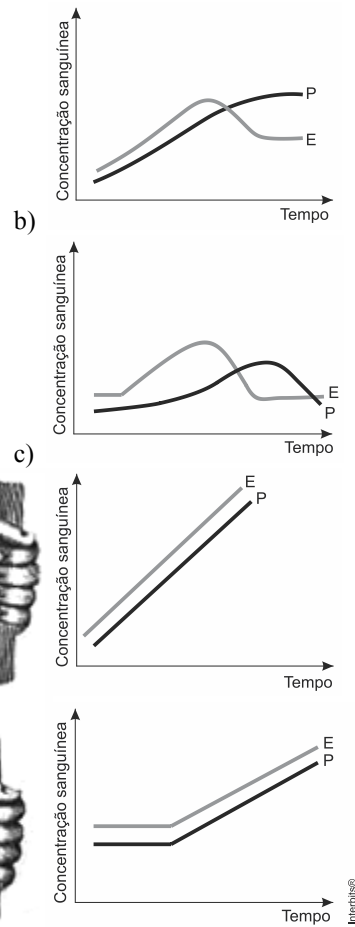 Concentração sanguínea
P
E
Tempo
b)
Concentração sanguínea
E
P
Tempo
c)
Concentração sanguínea
E
P
Tempo
Concentração sanguínea
E
P
Tempo
Interbits®